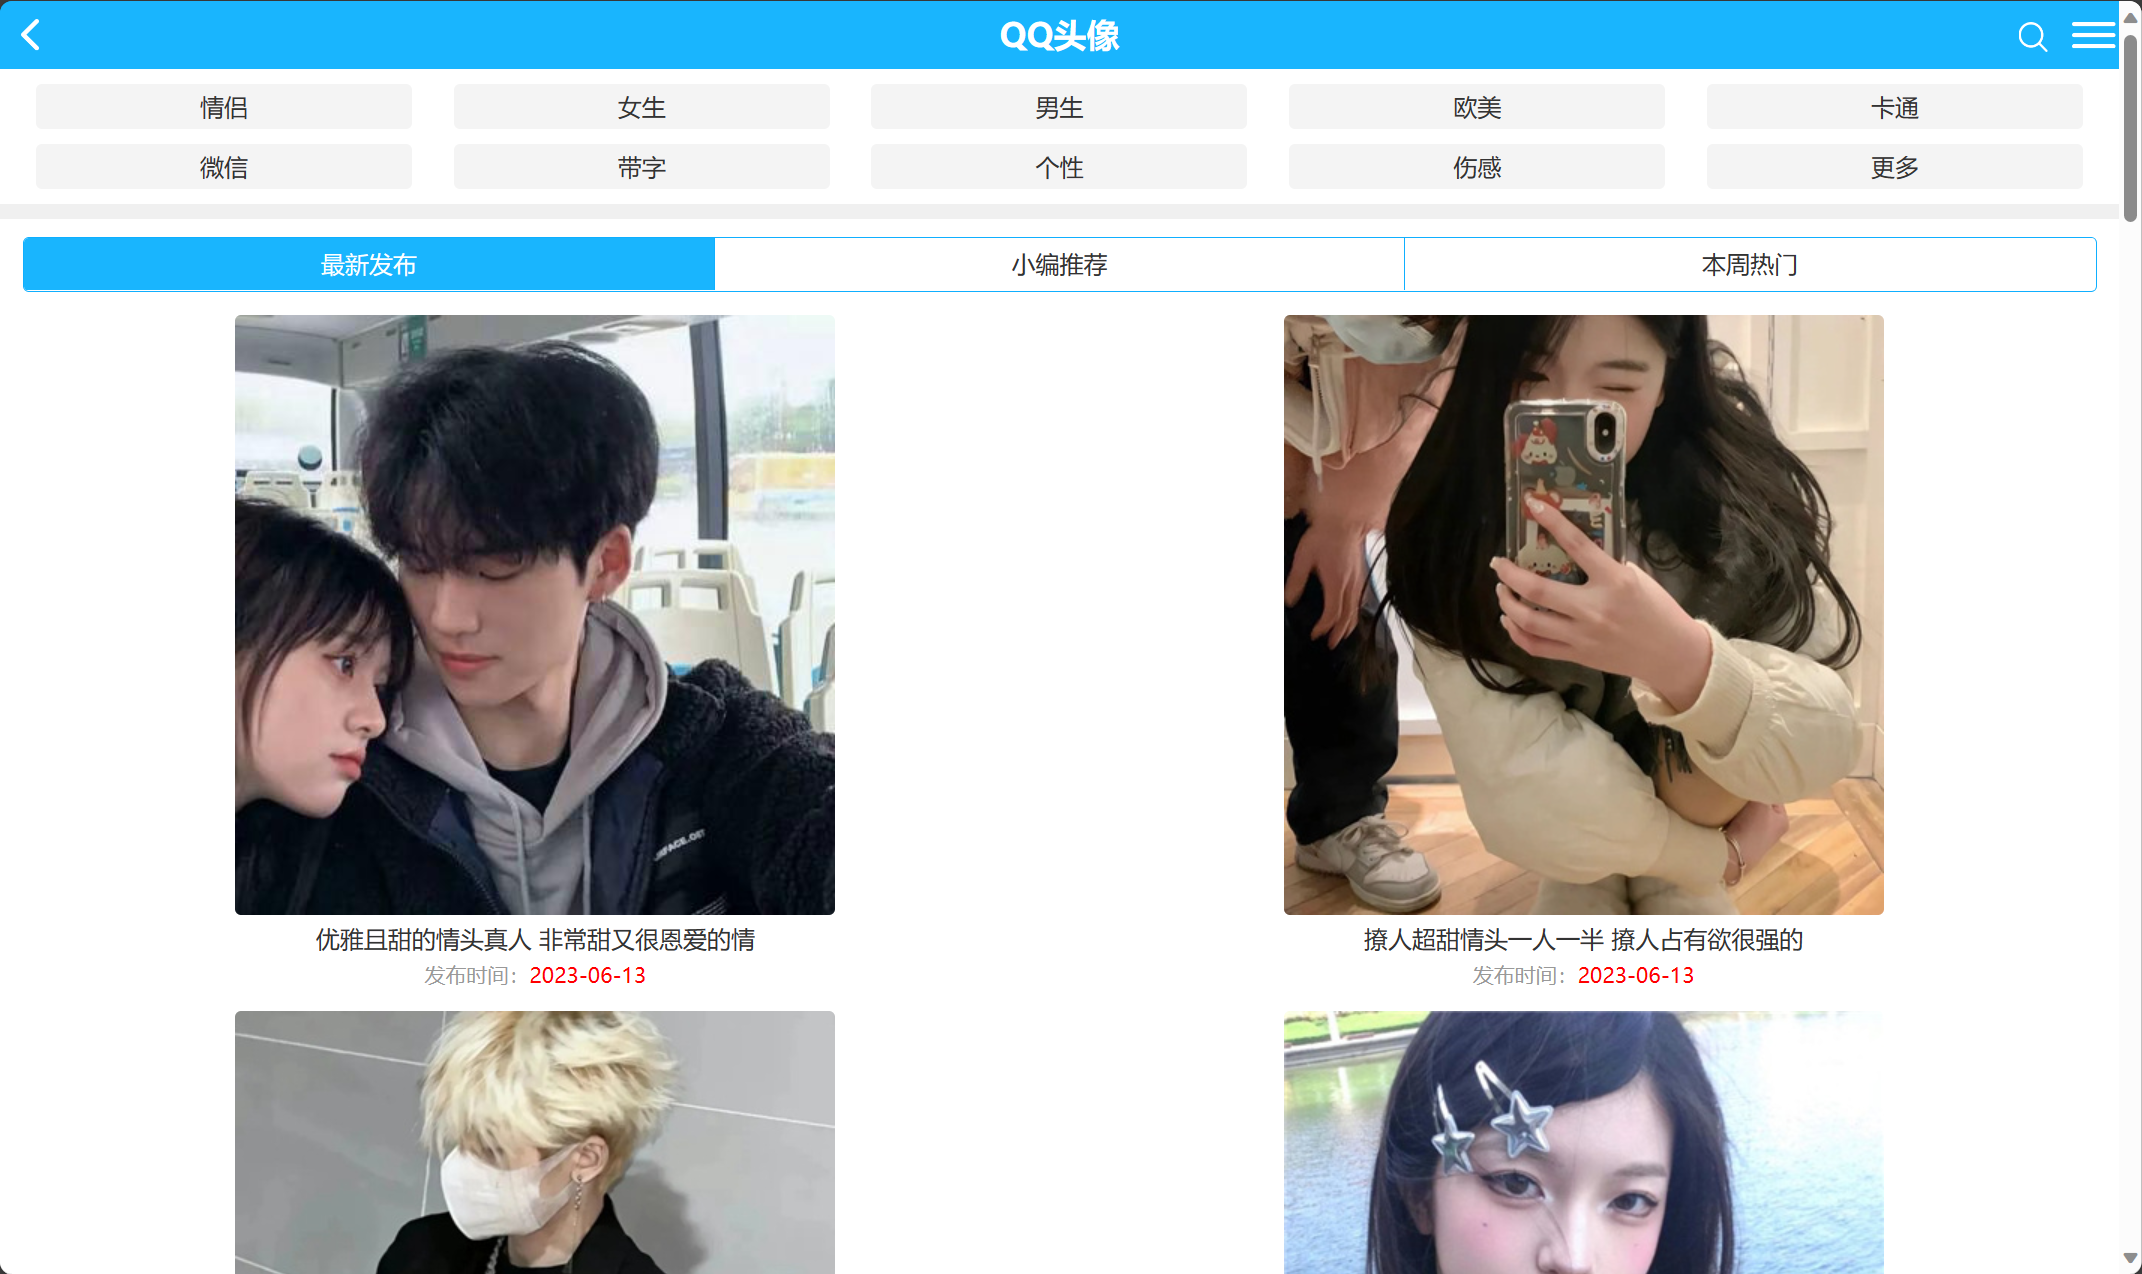 QQ头像
情侣 女生 男生 欧美 卡通
微信 带字 个性 伤感 更多
最新发布 小编推荐 本周热门
优雅且甜的情头真人 非常甜又很恩爱的情
发布时间：2023-06-13
撩人超甜情头一人一半 撩人占有欲很强的
发布时间：2023-06-13